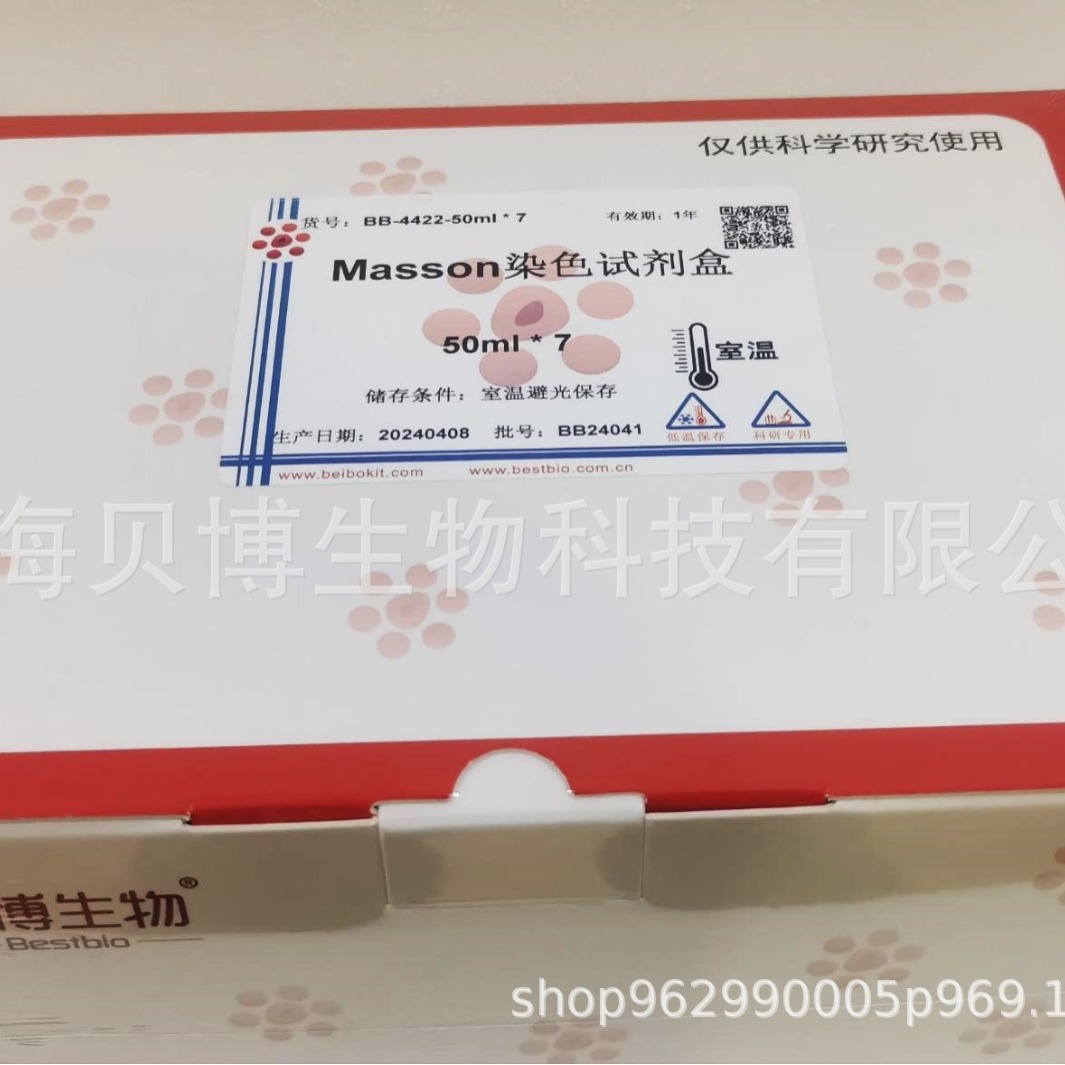 仅供科学研究使用
货号：BB-4422-50ml * 7
有效期：1年
Masson染色试剂盒
50ml * 7
室温
储存条件：室温避光保存
低温保存
科研专用
生产日期：20240408 批号：BB24041
www.beibokit.com www.bestbio.com.cn
海贝博生物科技有限公
博生物®
Bestbio
shop962990005p969.1